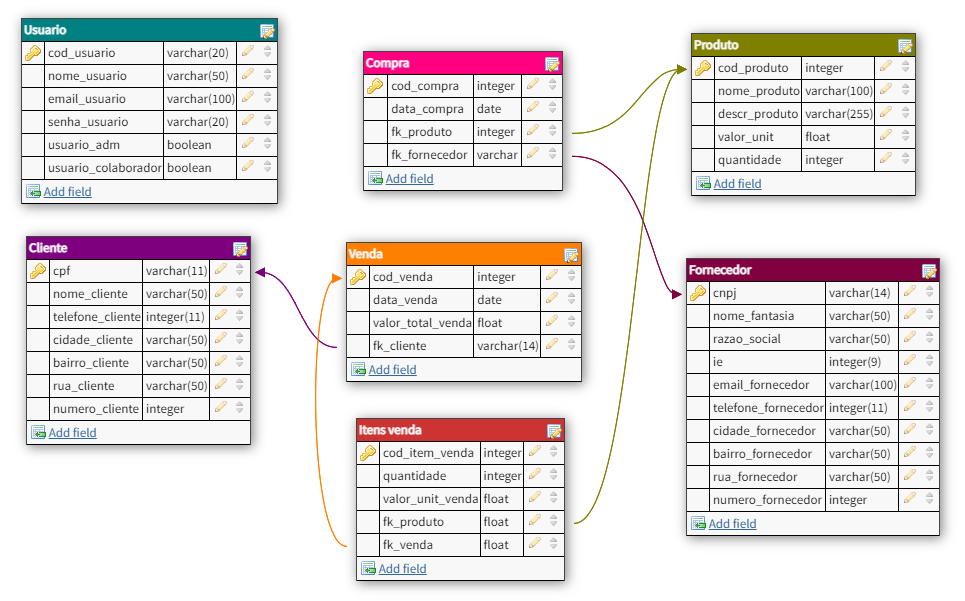 Usuario
cod_usuario varchar(20)
nome_usuario varchar(50)
email_usuario varchar(100)
senha_usuario varchar(20)
usuario_adm boolean
usuario_colaborador boolean
Add field
Compra
cod_compra integer
data_compra date
fk_produto integer
fk_fornecedor varchar
Add field
Produto
cod_produto integer
nome_produto varchar(100)
descr_produto varchar(255)
valor_unit float
quantidade integer
Add field
Cliente
cpf varchar(11)
nome_cliente varchar(50)
telefone_cliente integer(11)
cidade_cliente varchar(50)
bairro_cliente varchar(50)
rua_cliente varchar(50)
numero_cliente integer
Add field
Venda
cod_venda integer
data_venda date
valor_total_venda float
fk_cliente varchar(14)
Add field
Fornecedor
cnpj varchar(14)
nome_fantasia varchar(50)
razao_social varchar(50)
ie integer(9)
email_fornecedor varchar(100)
telefone_fornecedor integer(11)
cidade_fornecedor varchar(50)
bairro_fornecedor varchar(50)
rua_fornecedor varchar(50)
numero_fornecedor integer
Add field
Itens venda
cod_item_venda integer
quantidade integer
valor_unit_venda float
fk_produto float
fk_venda float
Add field